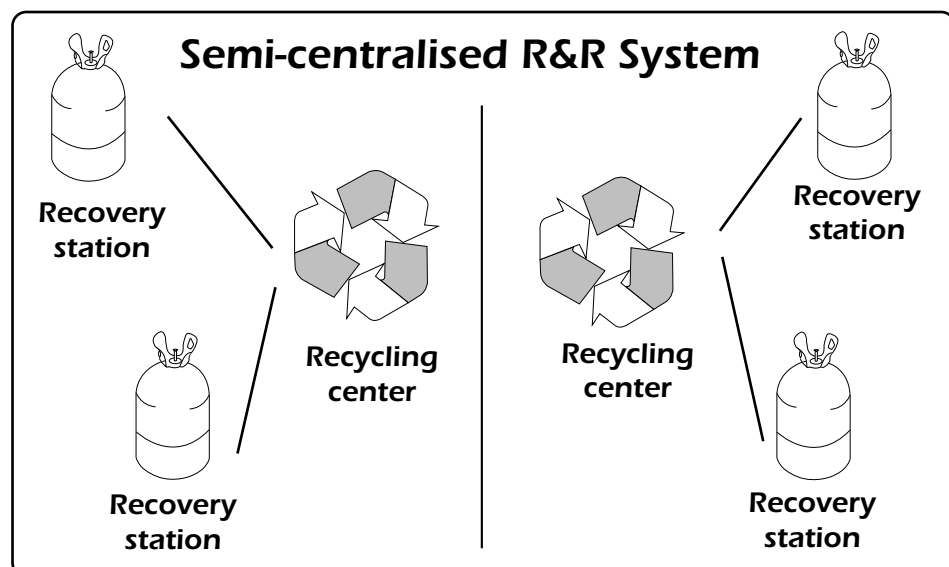 Semi-centralised R&R System
Recovery
station
Recycling
center
Recovery
station
Recovery
station
Recycling
center
Recovery
station